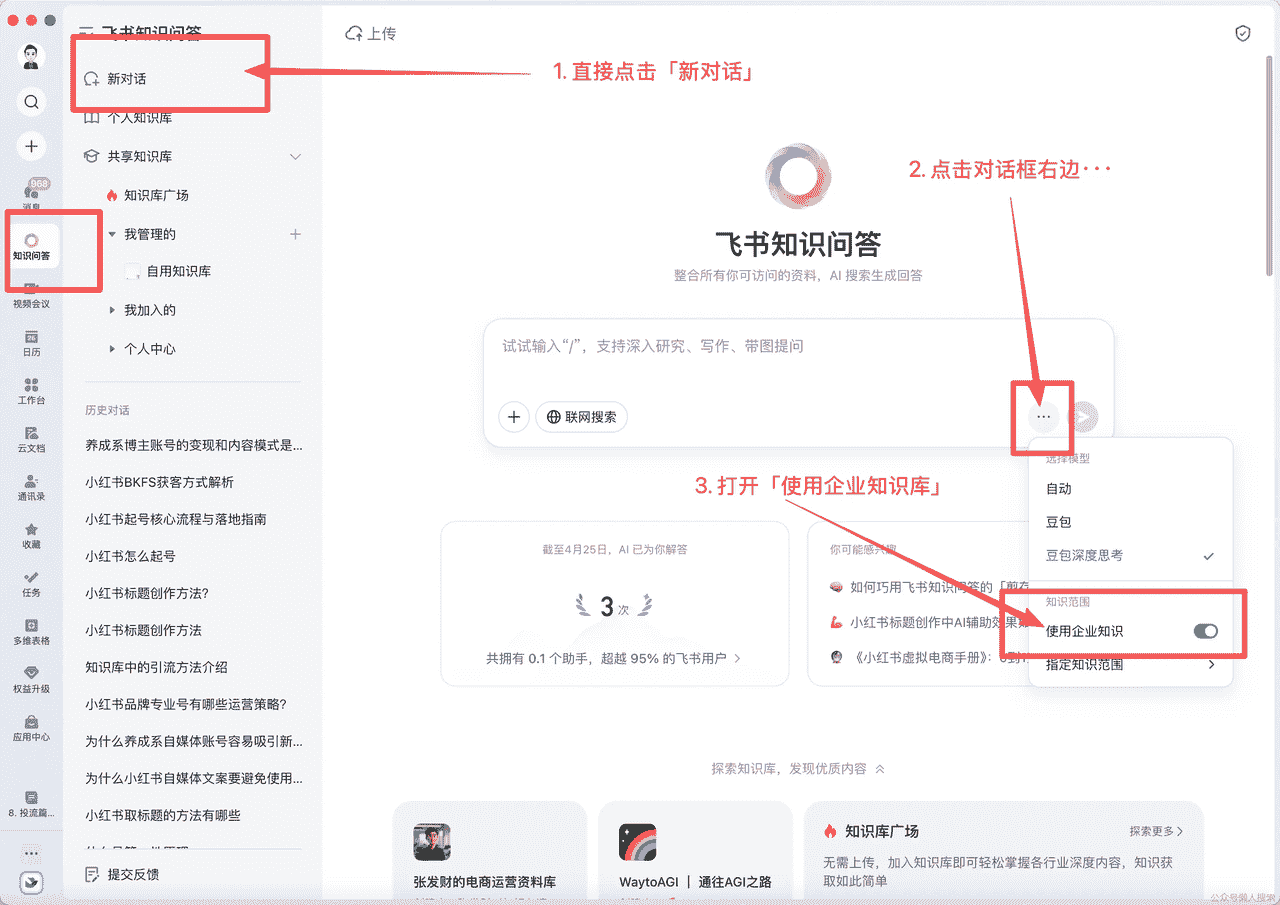 飞书知识问答
上传
新对话
1. 直接点击「新对话」
个人知识库
共享知识库
2. 点击对话框右边···
968
消息
知识库广场
我管理的
知识问答
飞书知识问答
自用知识库
整合所有你可访问的资料，AI 搜索生成回答
视频会议
我加入的
试试输入“/”，支持深入研究、写作、带图提问
日历
个人中心
工作台
联网搜索
历史对话
云文档
养成系博主账号的变现和内容模式是...
选择模型
小红书BKFS获客方式解析
3. 打开「使用企业知识库」
自动
通讯录
小红书起号核心流程与落地指南
豆包
收藏
小红书怎么起号
截至4月25日，AI 已为你解答
你可能感兴趣
豆包深度思考
任务
小红书标题创作方法?
3 次
如何巧用飞书知识问答的「剪存
知识范围
多维表格
小红书标题创作方法
小红书标题创作中AI辅助效果
使用企业知识
知识库中的引流方法介绍
共拥有 0.1 个助手，超越 95% 的飞书用户
《小红书虚拟电商手册》：0到1
指定知识范围
权益升级
小红书品牌专业号有哪些运营策略?
应用中心
为什么养成系自媒体账号容易吸引新...
探索知识库，发现优质内容
为什么小红书自媒体文案要避免使用...
8. 投流篇...
小红书取标题的方法有哪些
知识库广场
探索更多
无需上传，加入知识库即可轻松掌握各行业深度内容，知识获
取如此简单
提交反馈
张发财的电商运营资料库
WaytoAGI ｜ 通往AGI之路
公众号懒人搜索